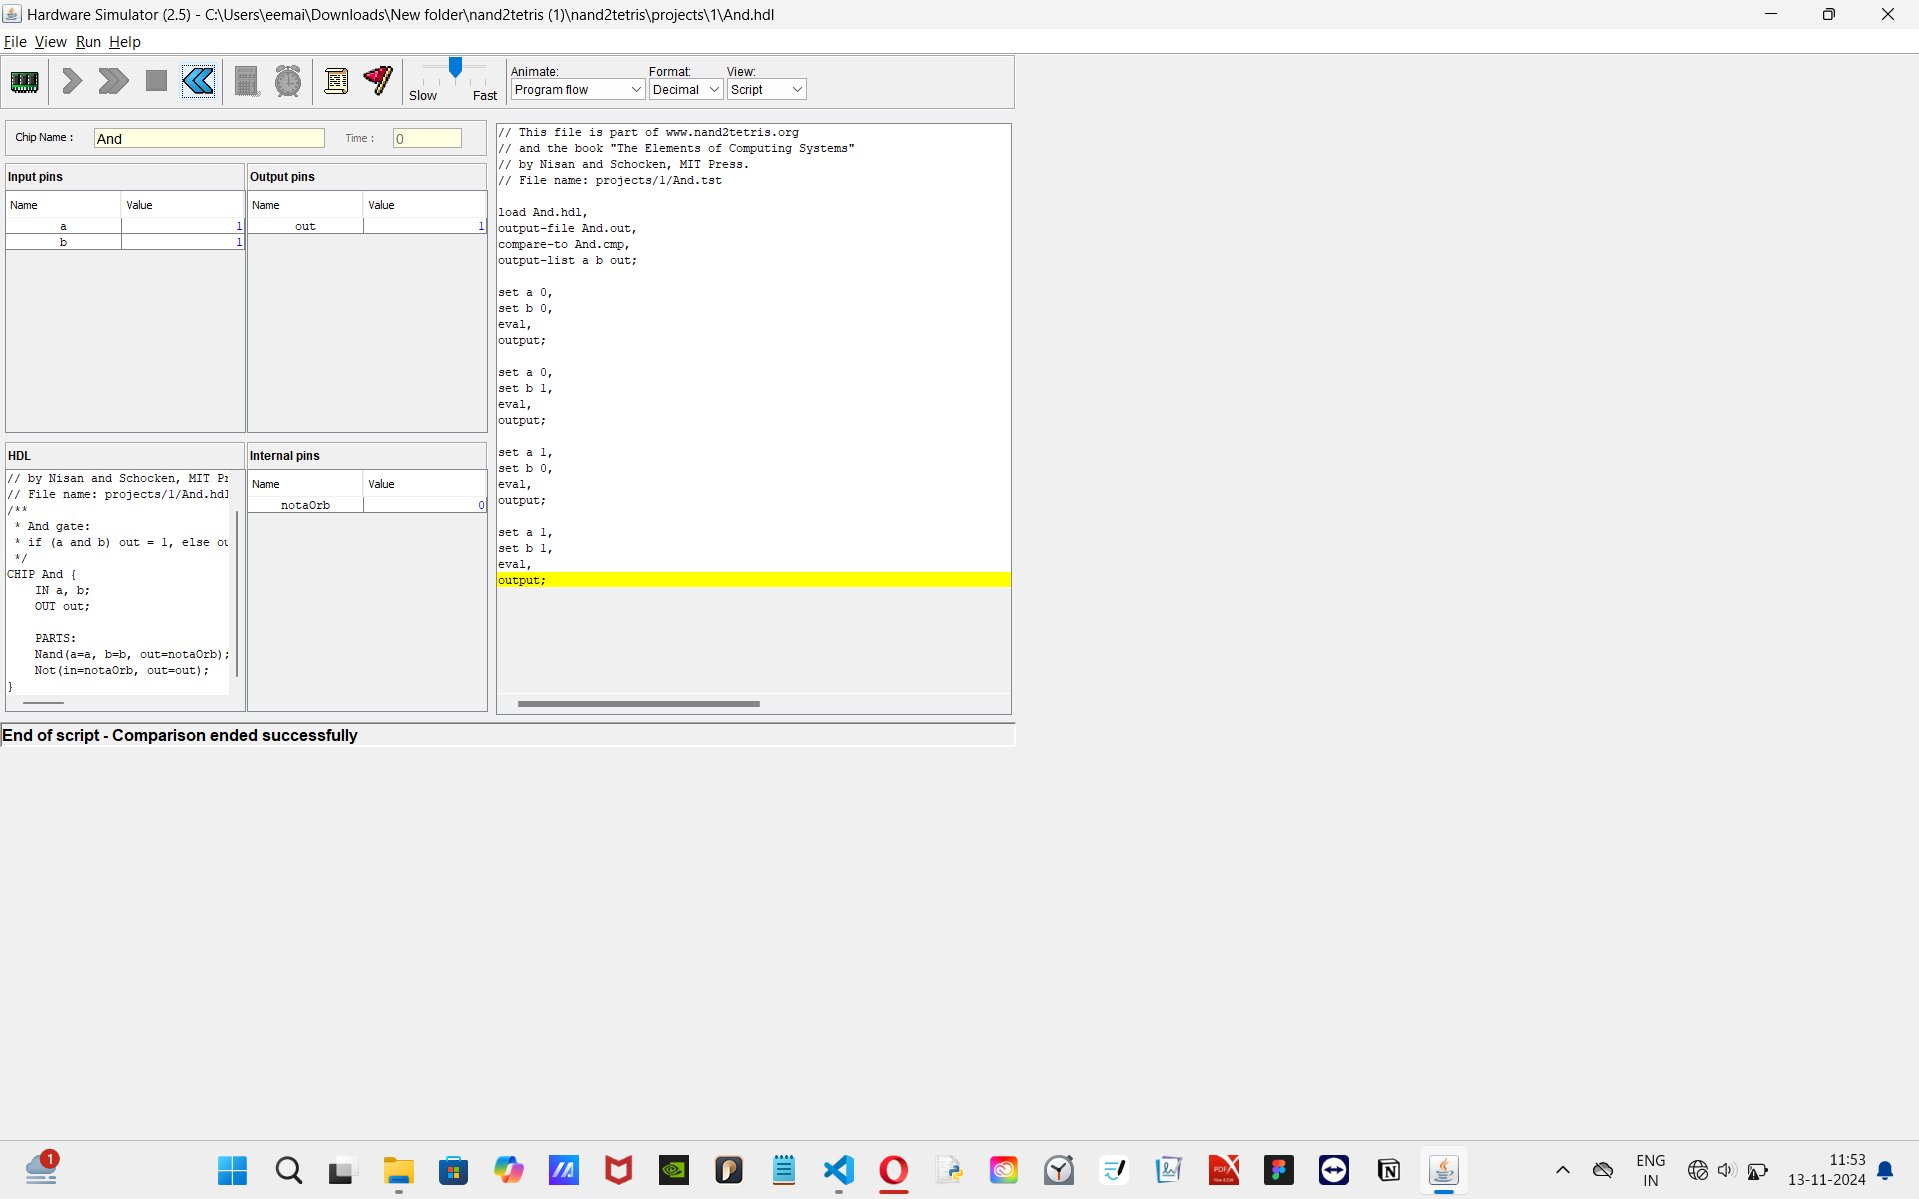 Hardware Simulator (2.5) - C:\Users\eemai\Downloads\New folder\nand2tetris (1)\nand2tetris\projects\1\And.hdl
File View Run Help
Slow Fast
Animate:
Program flow
Format:
Decimal
View:
Script
Chip Name :
And
Time :
0
Input pins
Name Value
a 1
b 1
Output pins
Name Value
out 1
HDL
// by Nisan and Schocken, MIT Pr
// File name: projects/1/And.hdl
/**
* And gate:
* if (a and b) out = 1, else ou
*/
CHIP And {
IN a, b;
OUT out;
PARTS:
Nand(a=a, b=b, out=notaOrb);
Not(in=notaOrb, out=out);
}
Internal pins
Name Value
notaOrb 0
// This file is part of www.nand2tetris.org
// and the book "The Elements of Computing Systems"
// by Nisan and Schocken, MIT Press.
// File name: projects/1/And.tst
load And.hdl,
output-file And.out,
compare-to And.cmp,
output-list a b out;
set a 0,
set b 0,
eval,
output;
set a 0,
set b 1,
eval,
output;
set a 1,
set b 0,
eval,
output;
set a 1,
set b 1,
eval,
output;
End of script - Comparison ended successfully
1
PDFX
ENG
IN
11:53
13-11-2024